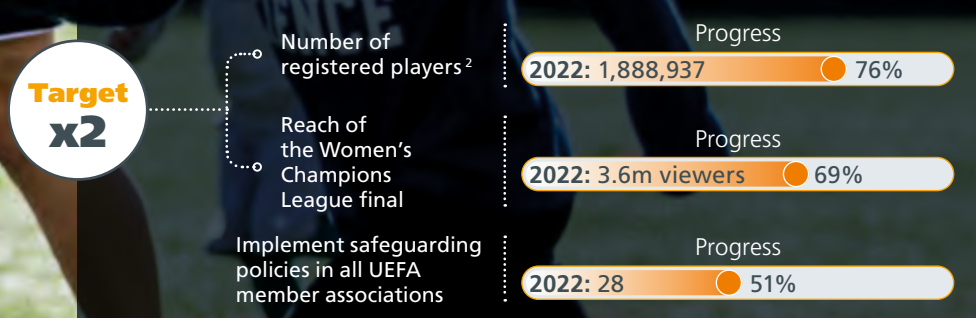 Target
x2
Number of
registered players 2
Progress
2022: 1,888,937 76%
Reach of
the Women's
Champions
League final
Progress
2022: 3.6m viewers 69%
Implement safeguarding
policies in all UEFA
member associations
Progress
2022: 28 51%